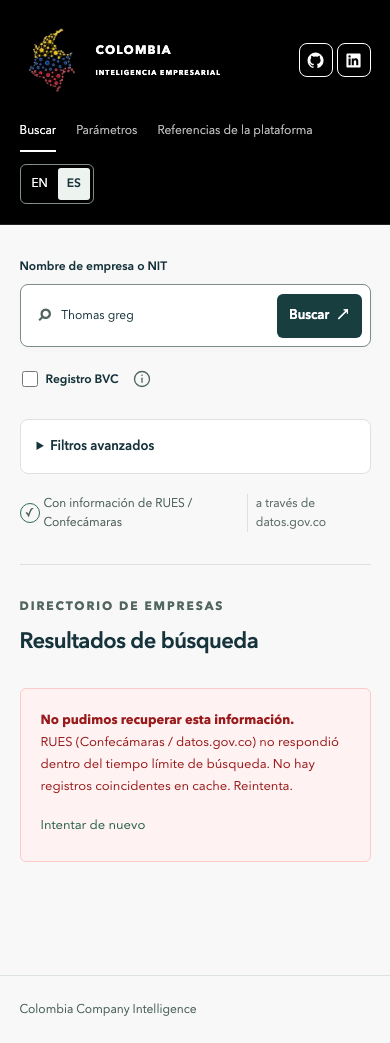 COLOMBIA
INTELIGENCIA EMPRESARIAL
Buscar
Parámetros
Referencias de la plataforma
EN
ES
Nombre de empresa o NIT
Thomas greg
Buscar ↗
Registro BVC
Filtros avanzados
Con información de RUES /
Confecámaras
a través de
datos.gov.co
DIRECTORIO DE EMPRESAS
Resultados de búsqueda
No pudimos recuperar esta información.
RUES (Confecámaras / datos.gov.co) no respondió
dentro del tiempo límite de búsqueda. No hay
registros coincidentes en cache. Reintenta.
Intentar de nuevo
Colombia Company Intelligence